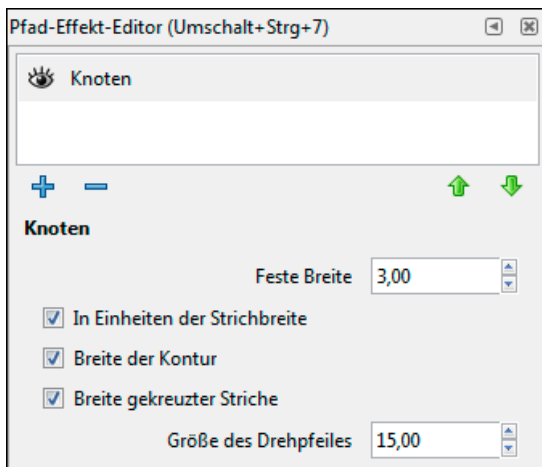 Pfad-Effekt-Editor (Umschalt+Strg+7)
Knoten
Knoten
Feste Breite 3,00
In Einheiten der Strichbreite
Breite der Kontur
Breite gekreuzter Striche
Größe des Drehpfeiles 15,00